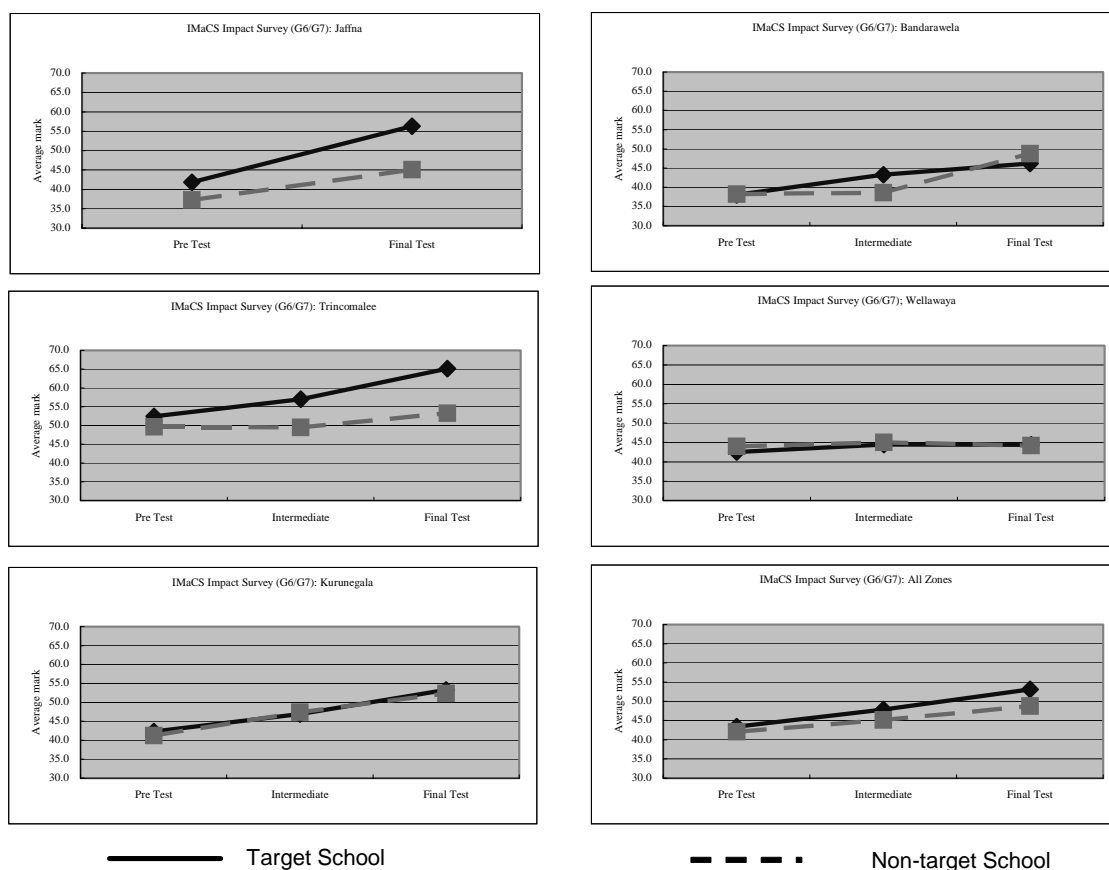 IMaCS Impact Survey (G6/G7): Jaffna
Average mark
70.0
65.0
60.0
55.0
50.0
45.0
40.0
35.0
30.0
Pre Test Final Test
IMaCS Impact Survey (G6/G7): Bandarawela
Average mark
70.0
65.0
60.0
55.0
50.0
45.0
40.0
35.0
30.0
Pre Test Intermediate Final Test
IMaCS Impact Survey (G6/G7): Trincomalee
Average mark
70.0
65.0
60.0
55.0
50.0
45.0
40.0
35.0
30.0
Pre Test Intermediate Final Test
IMaCS Impact Survey (G6/G7); Wellawaya
Average mark
70.0
65.0
60.0
55.0
50.0
45.0
40.0
35.0
30.0
Pre Test Intermediate Final Test
IMaCS Impact Survey (G6/G7): Kurunegala
Average mark
70.0
65.0
60.0
55.0
50.0
45.0
40.0
35.0
30.0
Pre Test Intermediate Final Test
IMaCS Impact Survey (G6/G7): All Zones
Average mark
70.0
65.0
60.0
55.0
50.0
45.0
40.0
35.0
30.0
Pre Test Intermediate Final Test
Target School
Non-target School